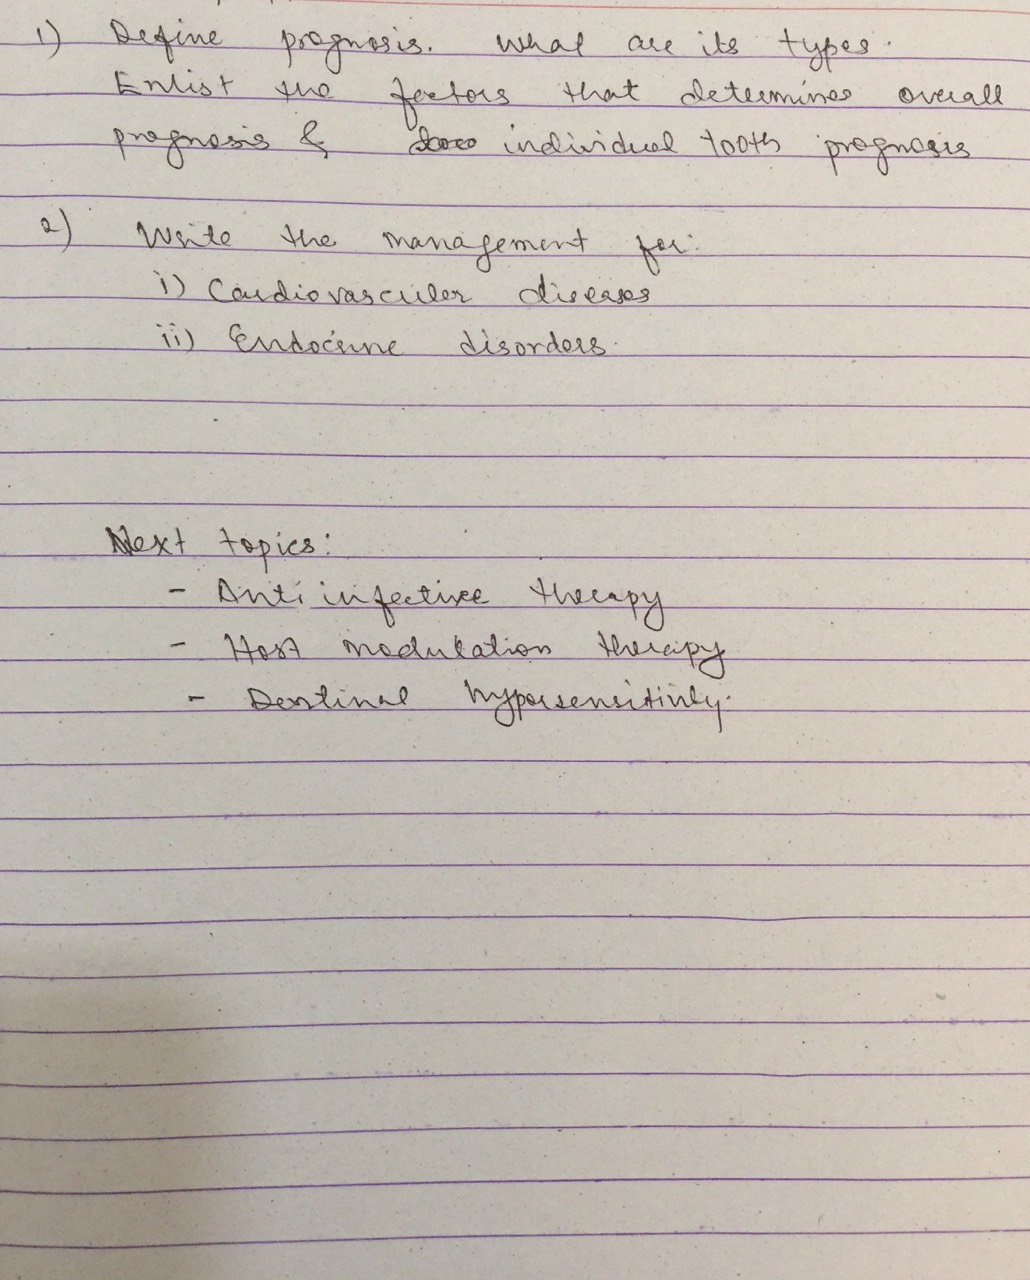 1) Define prognosis. What are its types.
Enlist the factors that determines overall
prognosis & individual tooth prognosis
2) Write the management for:
i) Cardiovascular diseases
ii) Endocrine disorders.
Next topics:
- Anti infective therapy
- Host modulation therapy
- Dentinal hypersensitivity.